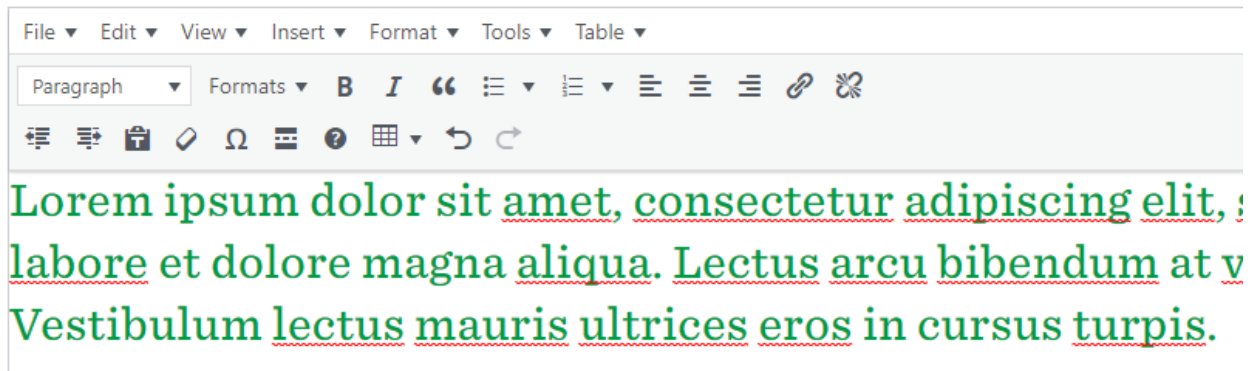 File Edit View Insert Format Tools Table
Paragraph Formats B I
Ω
Lorem ipsum dolor sit amet, consectetur adipiscing elit, s
labore et dolore magna aliqua. Lectus arcu bibendum at v
Vestibulum lectus mauris ultrices eros in cursus turpis.